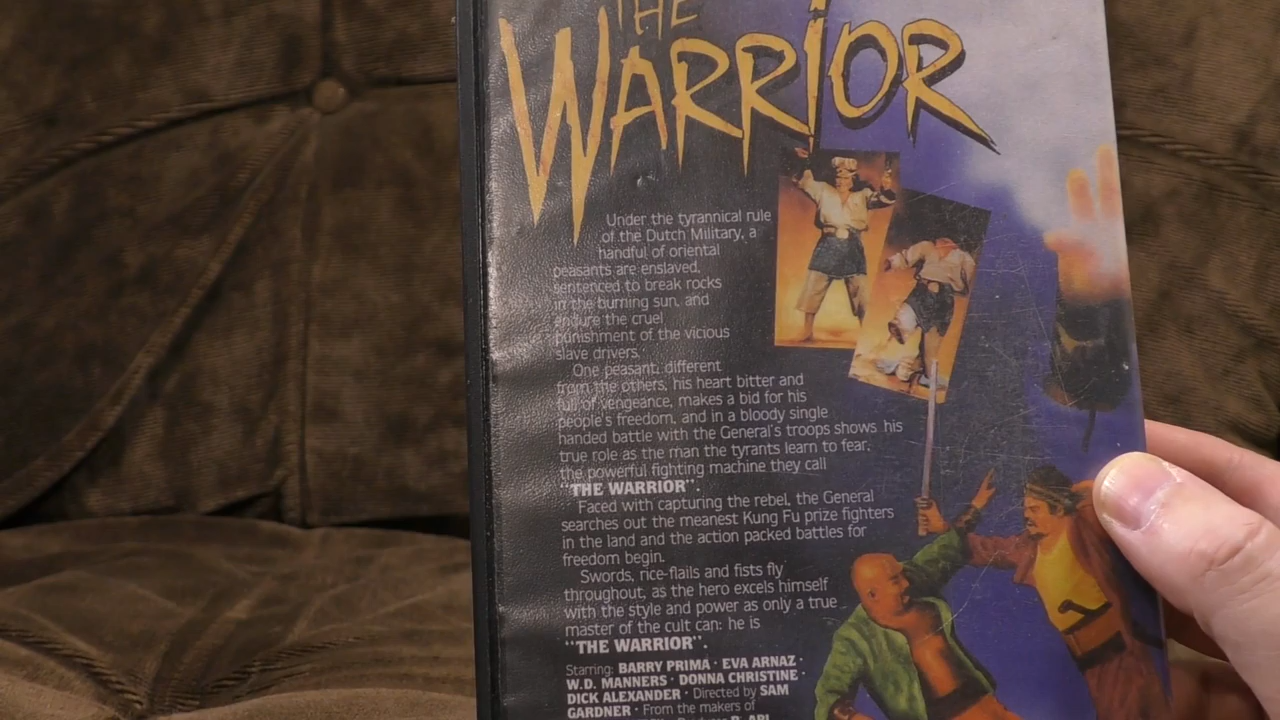 THE
WARRIOR
Under the tyrannical rule
of the Dutch Military, a
handful of oriental
peasants are enslaved,
sentenced to break rocks
in the burning sun, and
endure the cruel
punishment of the vicious
slave drivers.
One peasant, different
from the others, his heart bitter and
full of vengeance, makes a bid for his
people's freedom, and in a bloody single
handed battle with the General's troops shows his
true role as the man the tyrants learn to fear,
the powerful fighting machine they call
"THE WARRIOR".
Faced with capturing the rebel, the General
searches out the meanest Kung Fu prize fighters
in the land and the action packed battles for
freedom begin.
Swords, rice-flails and fists fly
throughout, as the hero excels himself
with the style and power as only a true
master of the cult can: he is
"THE WARRIOR".
Starring: BARRY PRIMA · EVA ARNAZ ·
W.D. MANNERS · DONNA CHRISTINE ·
DICK ALEXANDER · Directed by SAM
GARDNER · From the makers of